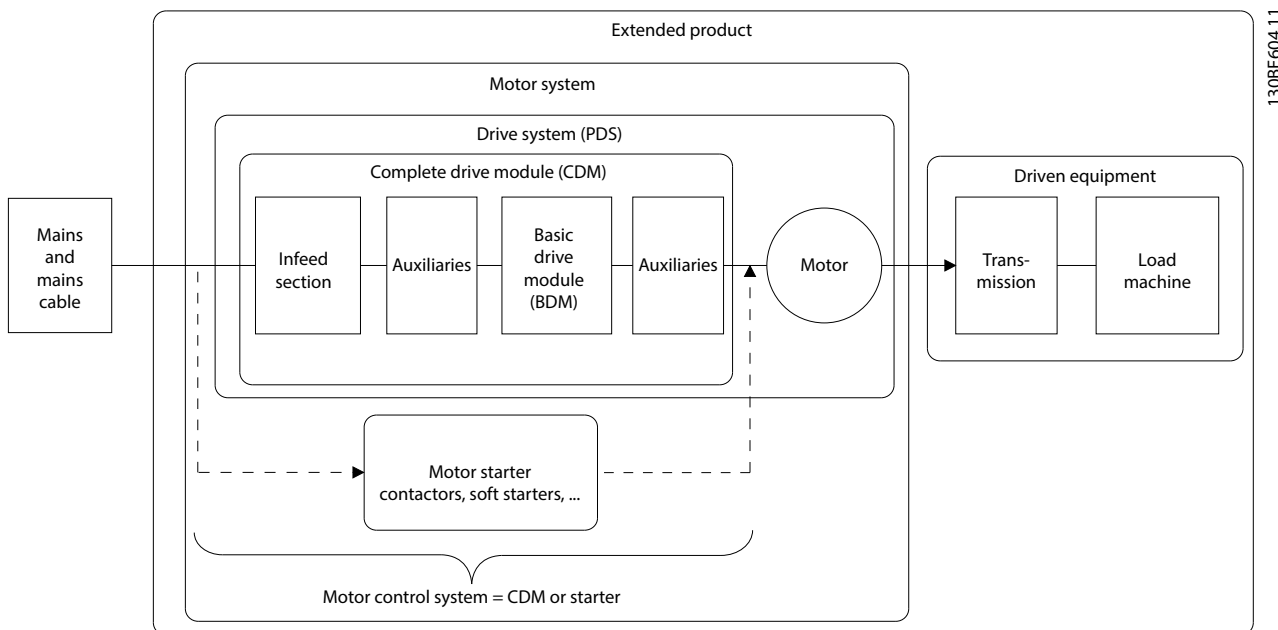 Extended product
130BF604.11
Motor system
Drive system (PDS)
Complete drive module (CDM)
Driven equipment
Mains
and
mains
cable
Infeed
section
Auxiliaries
Basic
drive
module
(BDM)
Auxiliaries
Motor
Trans-
mission
Load
machine
Motor starter
contactors, soft starters, ...
Motor control system = CDM or starter